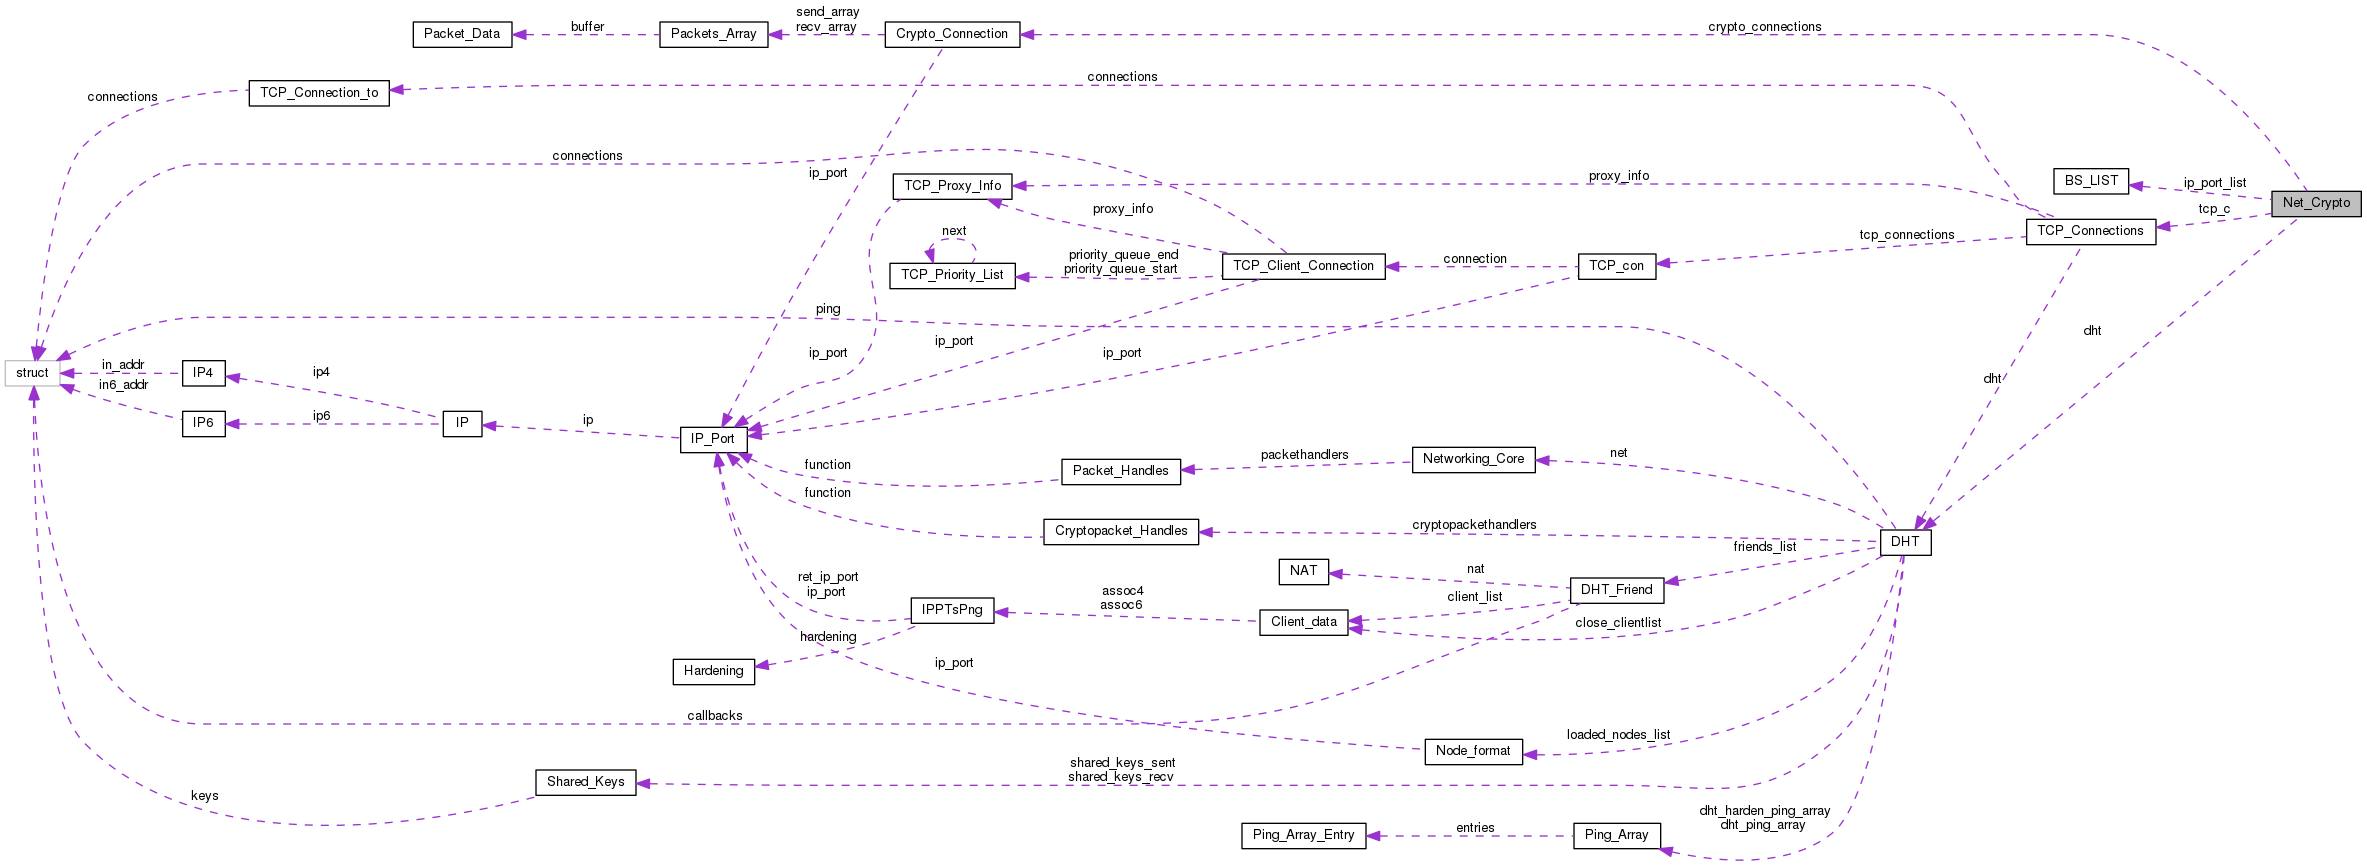 send_array
recv_array
buffer
crypto_connections
Packet_Data
Packets_Array
Crypto_Connection
connections
TCP_Connection_to
connections
connections
ip_port
TCP_Proxy_Info
proxy_info
BS_LIST
ip_port_list
Net_Crypto
proxy_info
tcp_c
next
tcp_connections
TCP_Connections
priority_queue_end
priority_queue_start
TCP_Priority_List
TCP_Client_Connection
connection
TCP_con
ping
dht
ip_port
ip_port
ip_port
in_addr
IP4
ip4
struct
in6_addr
dht
IP6
ip6
IP
ip
IP_Port
function
Packet_Handles
packethandlers
Networking_Core
net
function
Cryptopacket_Handles
cryptopackethandlers
DHT
friends_list
NAT
nat
ret_ip_port
ip_port
IPPTsPng
assoc4
assoc6
Client_data
client_list
DHT_Friend
close_clientlist
hardening
Hardening
ip_port
callbacks
Node_format
loaded_nodes_list
shared_keys_sent
shared_keys_recv
Shared_Keys
keys
dht_harden_ping_array
dht_ping_array
Ping_Array_Entry
entries
Ping_Array